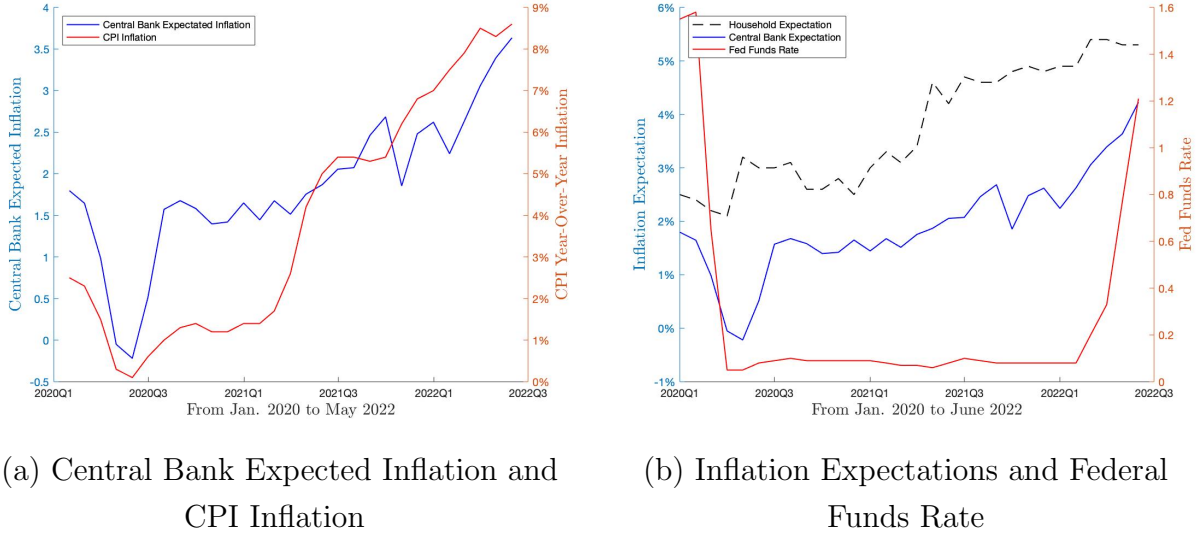 4
3.5
3
2.5
2
1.5
1
0.5
0
-0.5
Central Bank Expected Inflation
Central Bank Expectated Inflation
CPI Inflation
9%
8%
7%
6%
5%
4%
3%
2%
1%
0%
CPI Year-Over-Year Inflation
2020Q1 2020Q3 2021Q1 2021Q3 2022Q1 2022Q3
From Jan. 2020 to May 2022
(a) Central Bank Expected Inflation and
CPI Inflation
6%
5%
4%
3%
2%
1%
0%
-1%
Inflation Expectation
Household Expectation
Central Bank Expectation
Fed Funds Rate
1.6
1.4
1.2
1
0.8
0.6
0.4
0.2
0
Fed Funds Rate
2020Q1 2020Q3 2021Q1 2021Q3 2022Q1 2022Q3
From Jan. 2020 to June 2022
(b) Inflation Expectations and Federal
Funds Rate